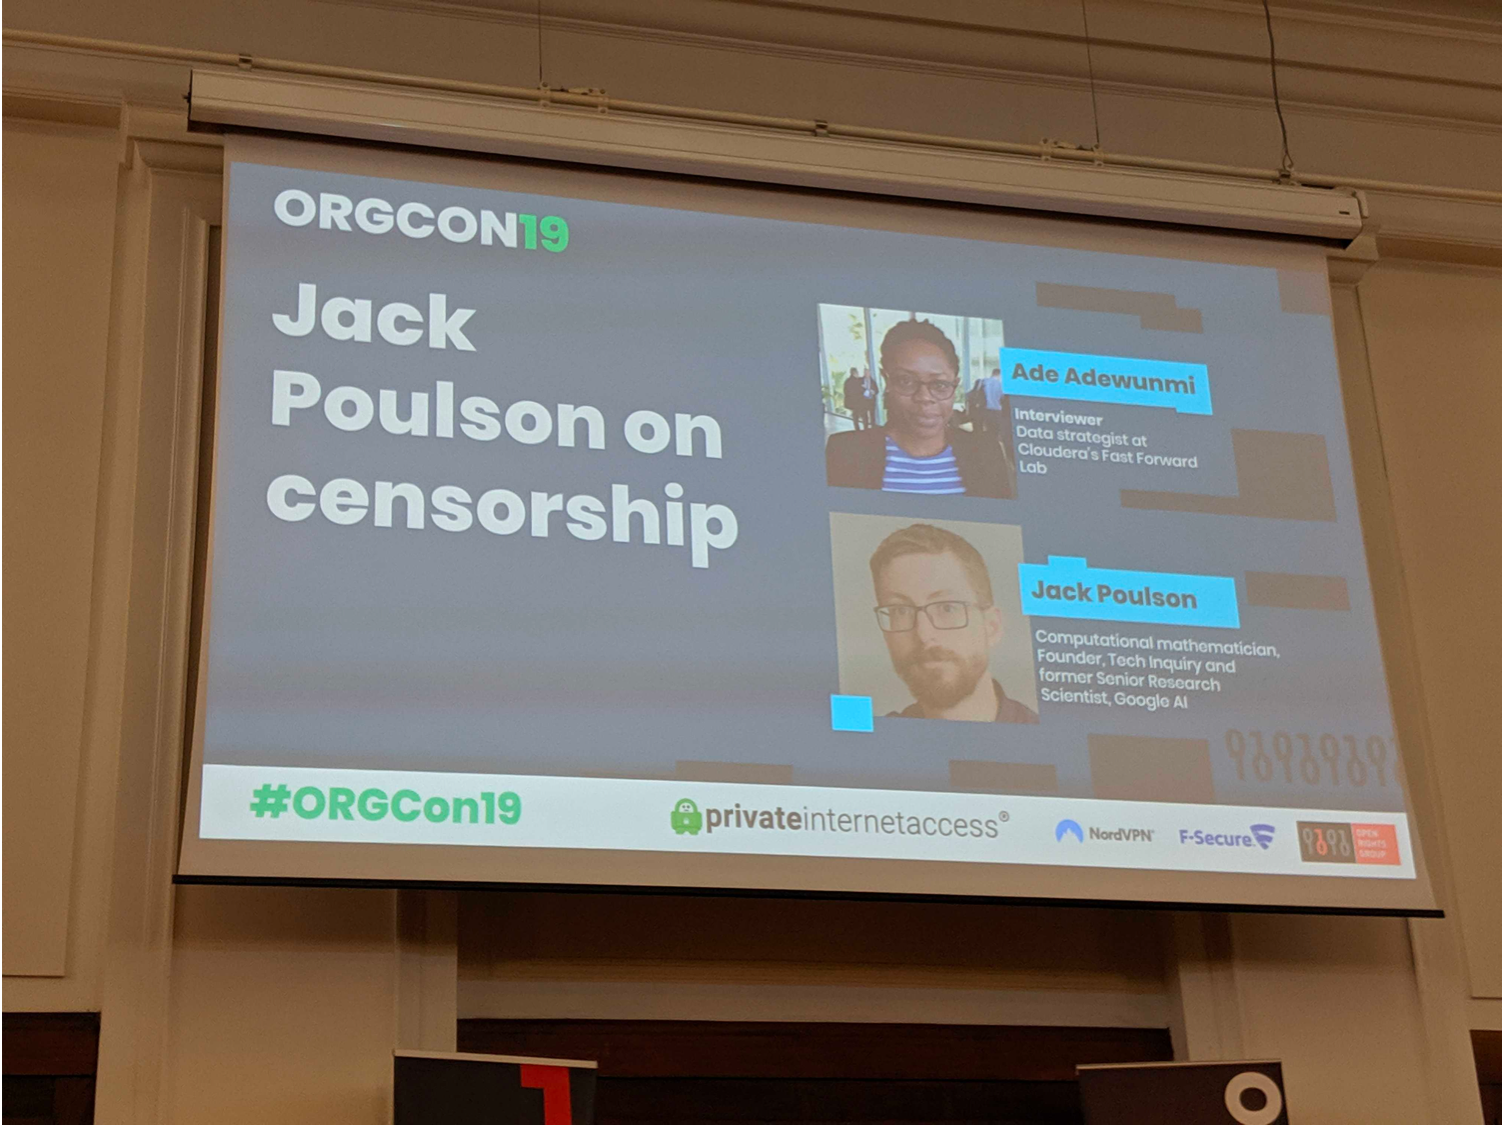 ORGCON19
Jack
Poulson on
censorship
Ade Adewunmi
Interviewer
Data strategist at
Cloudera's Fast Forward
Lab
Jack Poulson
Computational mathematician,
Founder, Tech Inquiry and
former Senior Research
Scientist, Google AI
#ORGCon19
privateinternetaccess®
NordVPN
F-Secure
OPEN
RIGHTS
GROUP